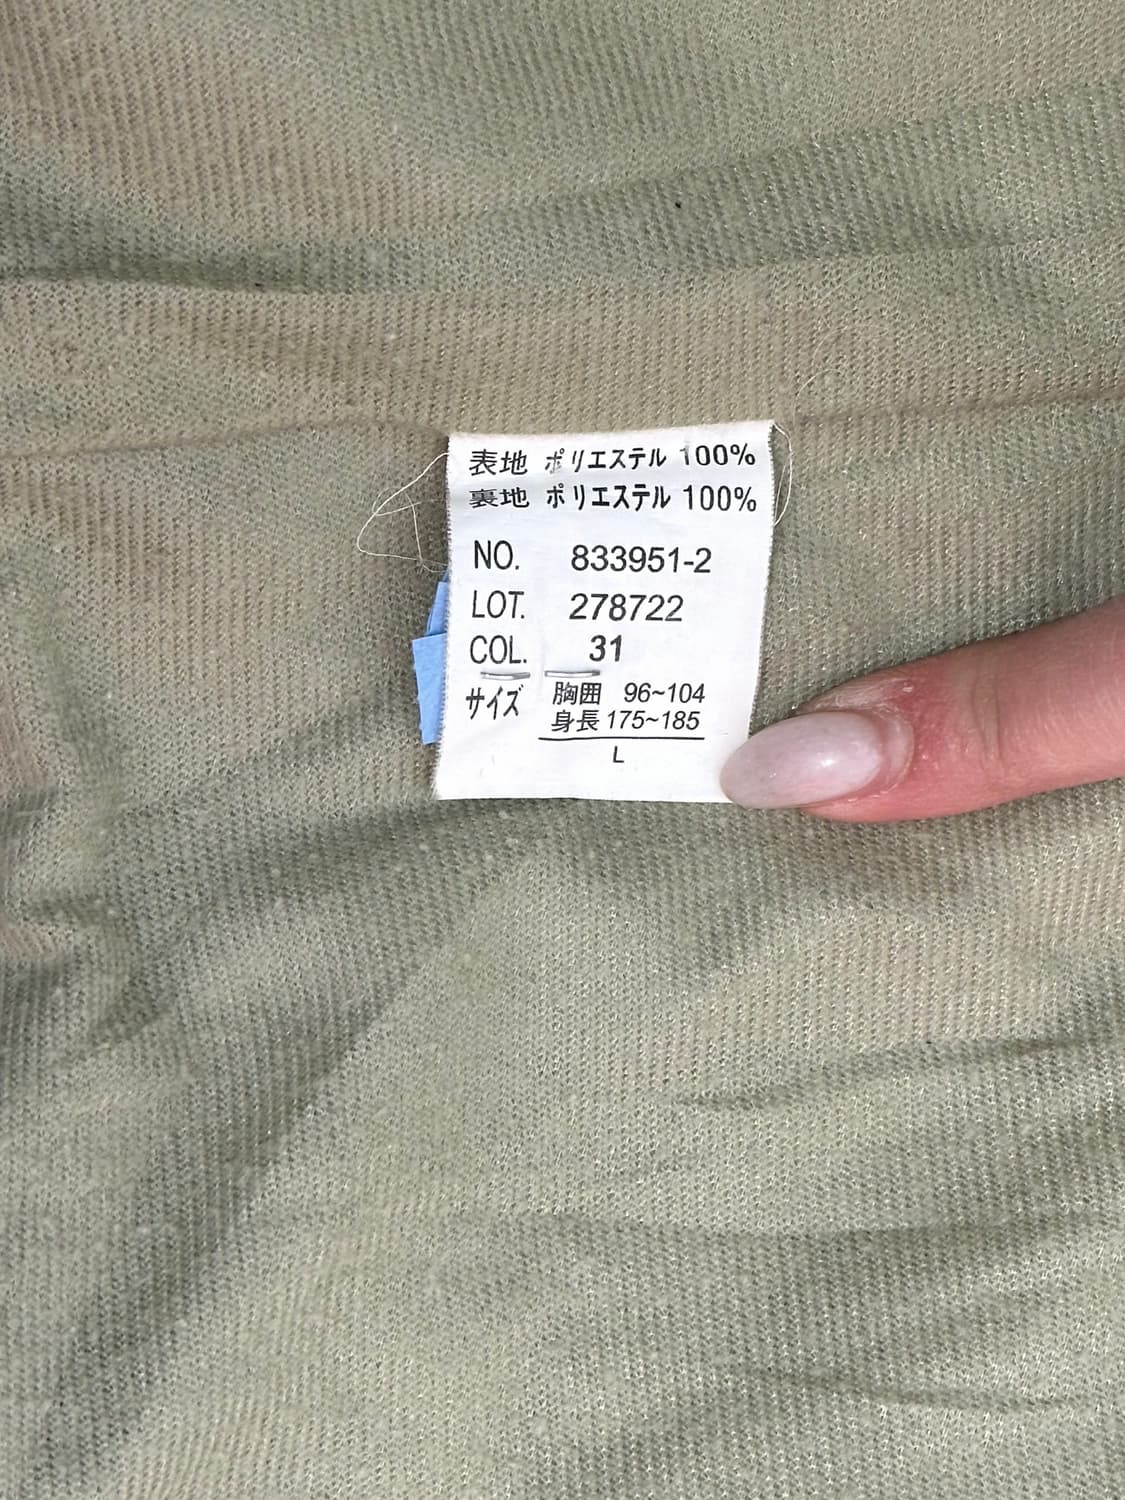 表地 ポリエステル 100%
裏地 ポリエステル 100%
NO. 833951-2
LOT. 278722
COL. 31
サイズ 胸囲 96~104
身長 175~185
L